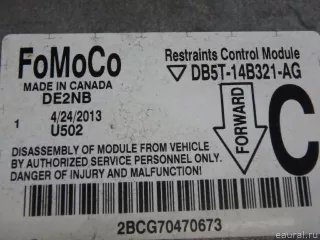 FoMoCo
MADE IN CANADA
DE2NB
Restraints Control Module
DB5T-14B321-AG
1
4/24/2013
U502
FORWARD
C
DISASSEMBLY OF MODULE FROM VEHICLE
BY AUTHORIZED SERVICE PERSONNEL ONLY.
DANGER OF INJURY AND MALFUNCTION!
2BCG70470673
eaural.ru